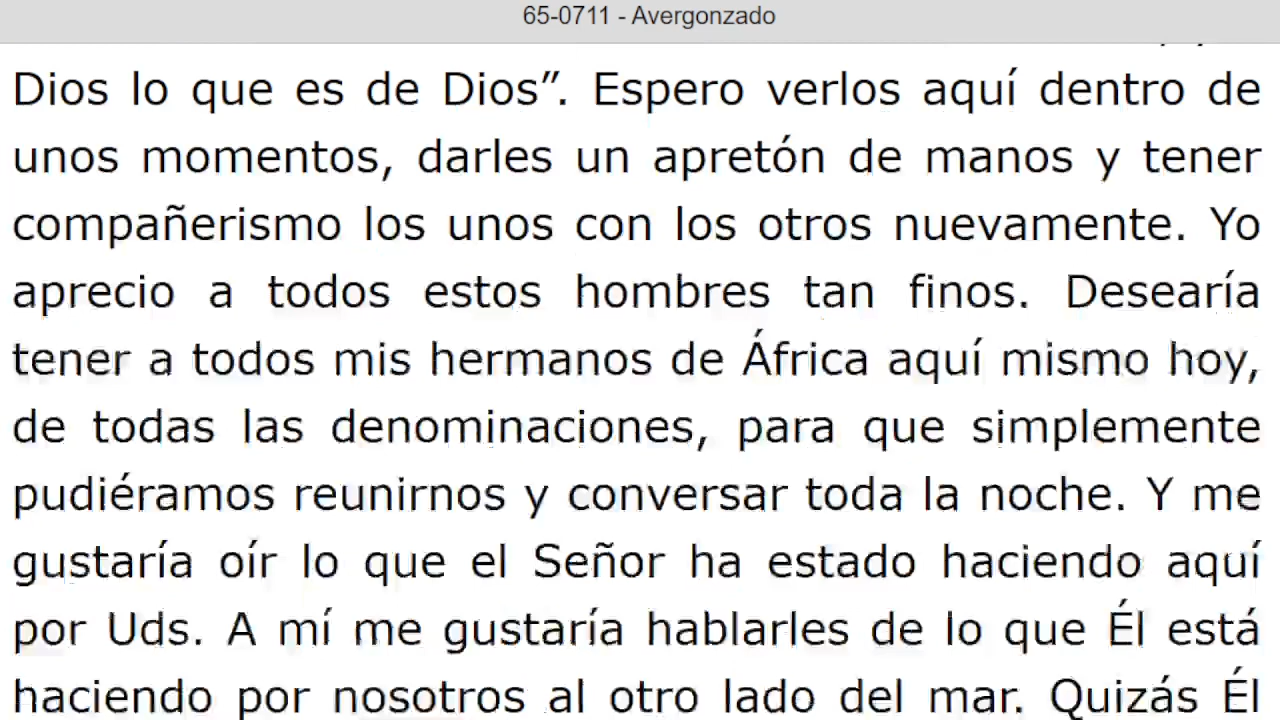 65-0711 - Avergonzado
Dios lo que es de Dios”. Espero verlos aquí dentro de
unos momentos, darles un apretón de manos y tener
compañerismo los unos con los otros nuevamente. Yo
aprecio a todos estos hombres tan finos. Desearía
tener a todos mis hermanos de África aquí mismo hoy,
de todas las denominaciones, para que simplemente
pudiéramos reunirnos y conversar toda la noche. Y me
gustaría oír lo que el Señor ha estado haciendo aquí
por Uds. A mí me gustaría hablarles de lo que Él está
haciendo por nosotros al otro lado del mar. Quizás Él